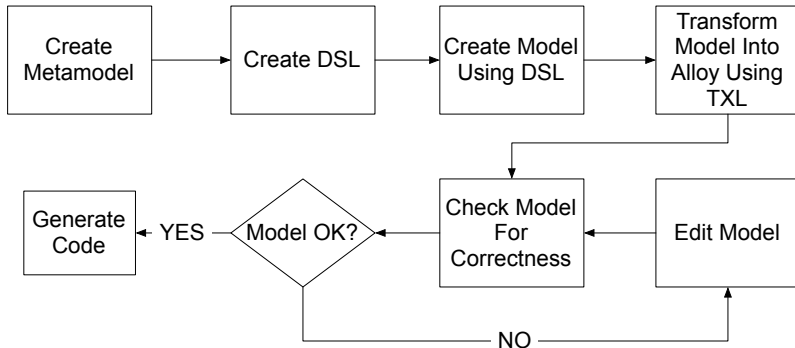 Create
Metamodel
Create DSL
Create Model
Using DSL
Transform
Model Into
Alloy Using
TXL
Generate
Code
YES
Model OK?
Check Model
For
Correctness
Edit Model
NO